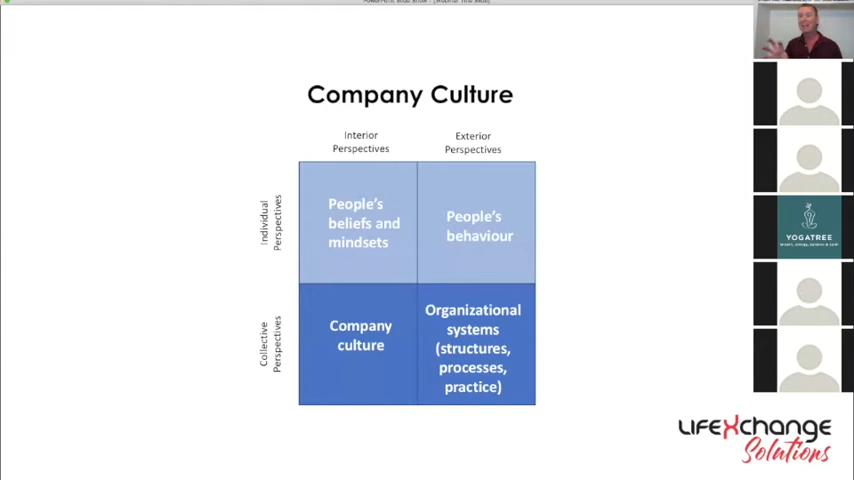 Company Culture
Interior
Perspectives
Exterior
Perspectives
Individual
Perspectives
People's
beliefs and
mindsets
People's
behaviour
Collective
Perspectives
Company
culture
Organizational
systems
(structures,
processes,
practice)
YOGATREE
LIFEXchange
Solutions